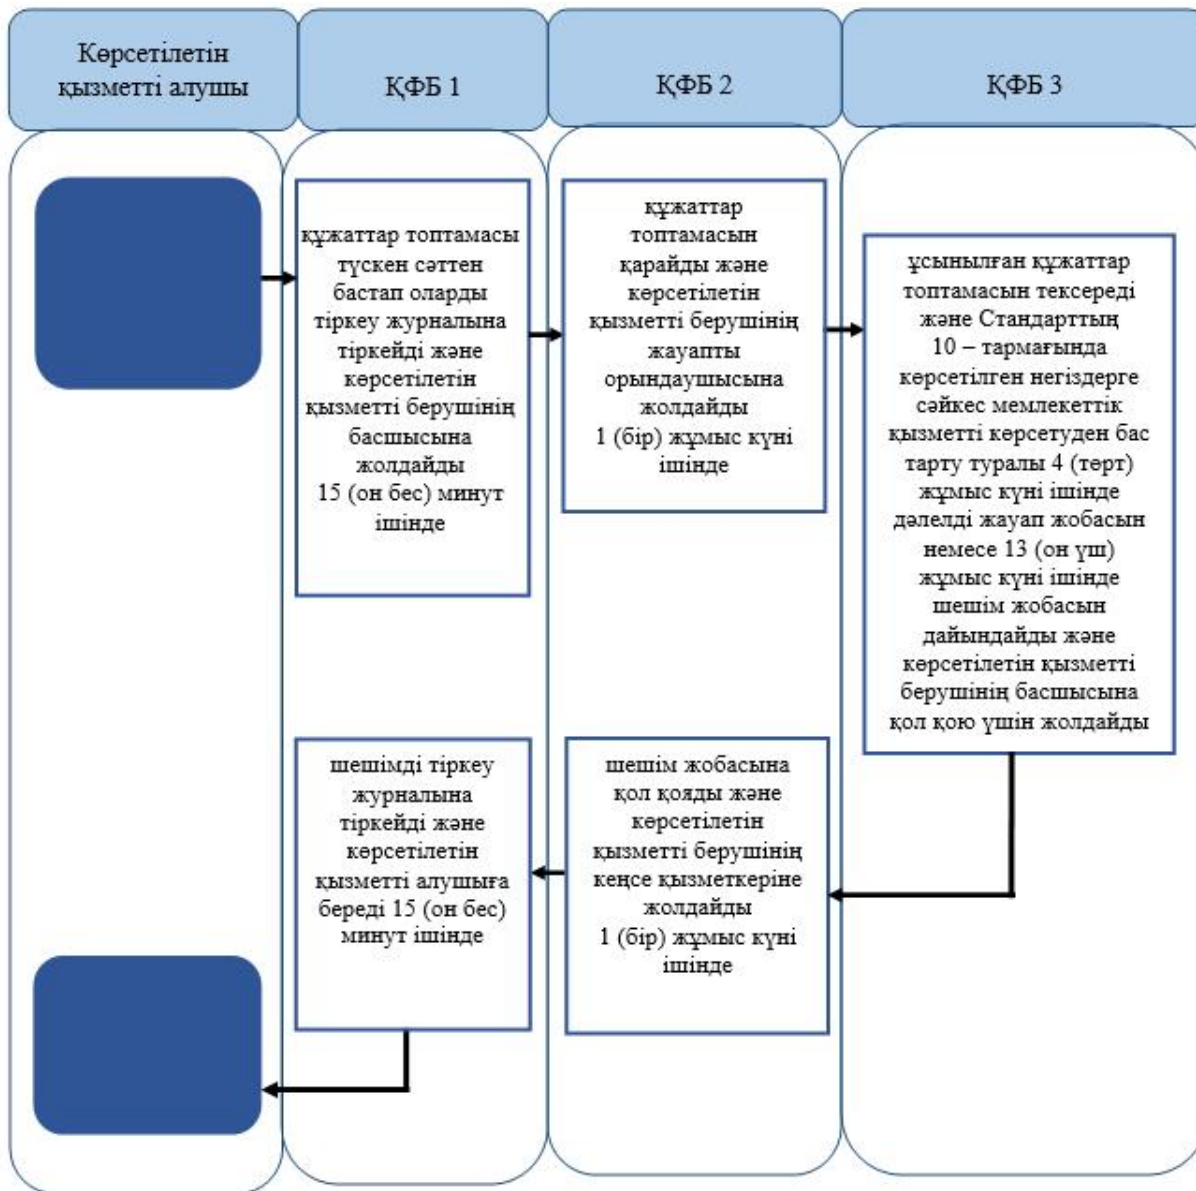 Көрсетілетін
қызметті алушы
ҚФБ 1
ҚФБ 2
ҚФБ 3
құжаттар топтамасы
түскен сәттен
бастап оларды
тіркеу журналына
тіркейді және
көрсетілетін
қызметті берушінің
басшысына
жолдайды
15 (он бес) минут
ішінде
құжаттар
топтамасын
қарайды және
көрсетілетін
қызметті берушінің
жауапты
орындаушысына
жолдайды
1 (бір) жұмыс күні
ішінде
ұсынылған құжаттар
топтамасын тексереді
және Стандарттың
10 – тармағында
көрсетілген негіздерге
сәйкес мемлекеттік
қызметті көрсетуден бас
тарту туралы 4 (төрт)
жұмыс күні ішінде
дәлелді жауап жобасын
немесе 13 (он үш)
жұмыс күні ішінде
шешім жобасын
дайындайды және
көрсетілетін қызметті
берушінің басшысына
қол қою үшін жолдайды
шешімді тіркеу
журналына
тіркейді және
көрсетілетін
қызметті алушыға
береді 15 (он бес)
минут ішінде
шешім жобасына
қол қояды және
көрсетілетін
қызметті берушінің
кеңсе қызметкеріне
жолдайды
1 (бір) жұмыс күні
ішінде